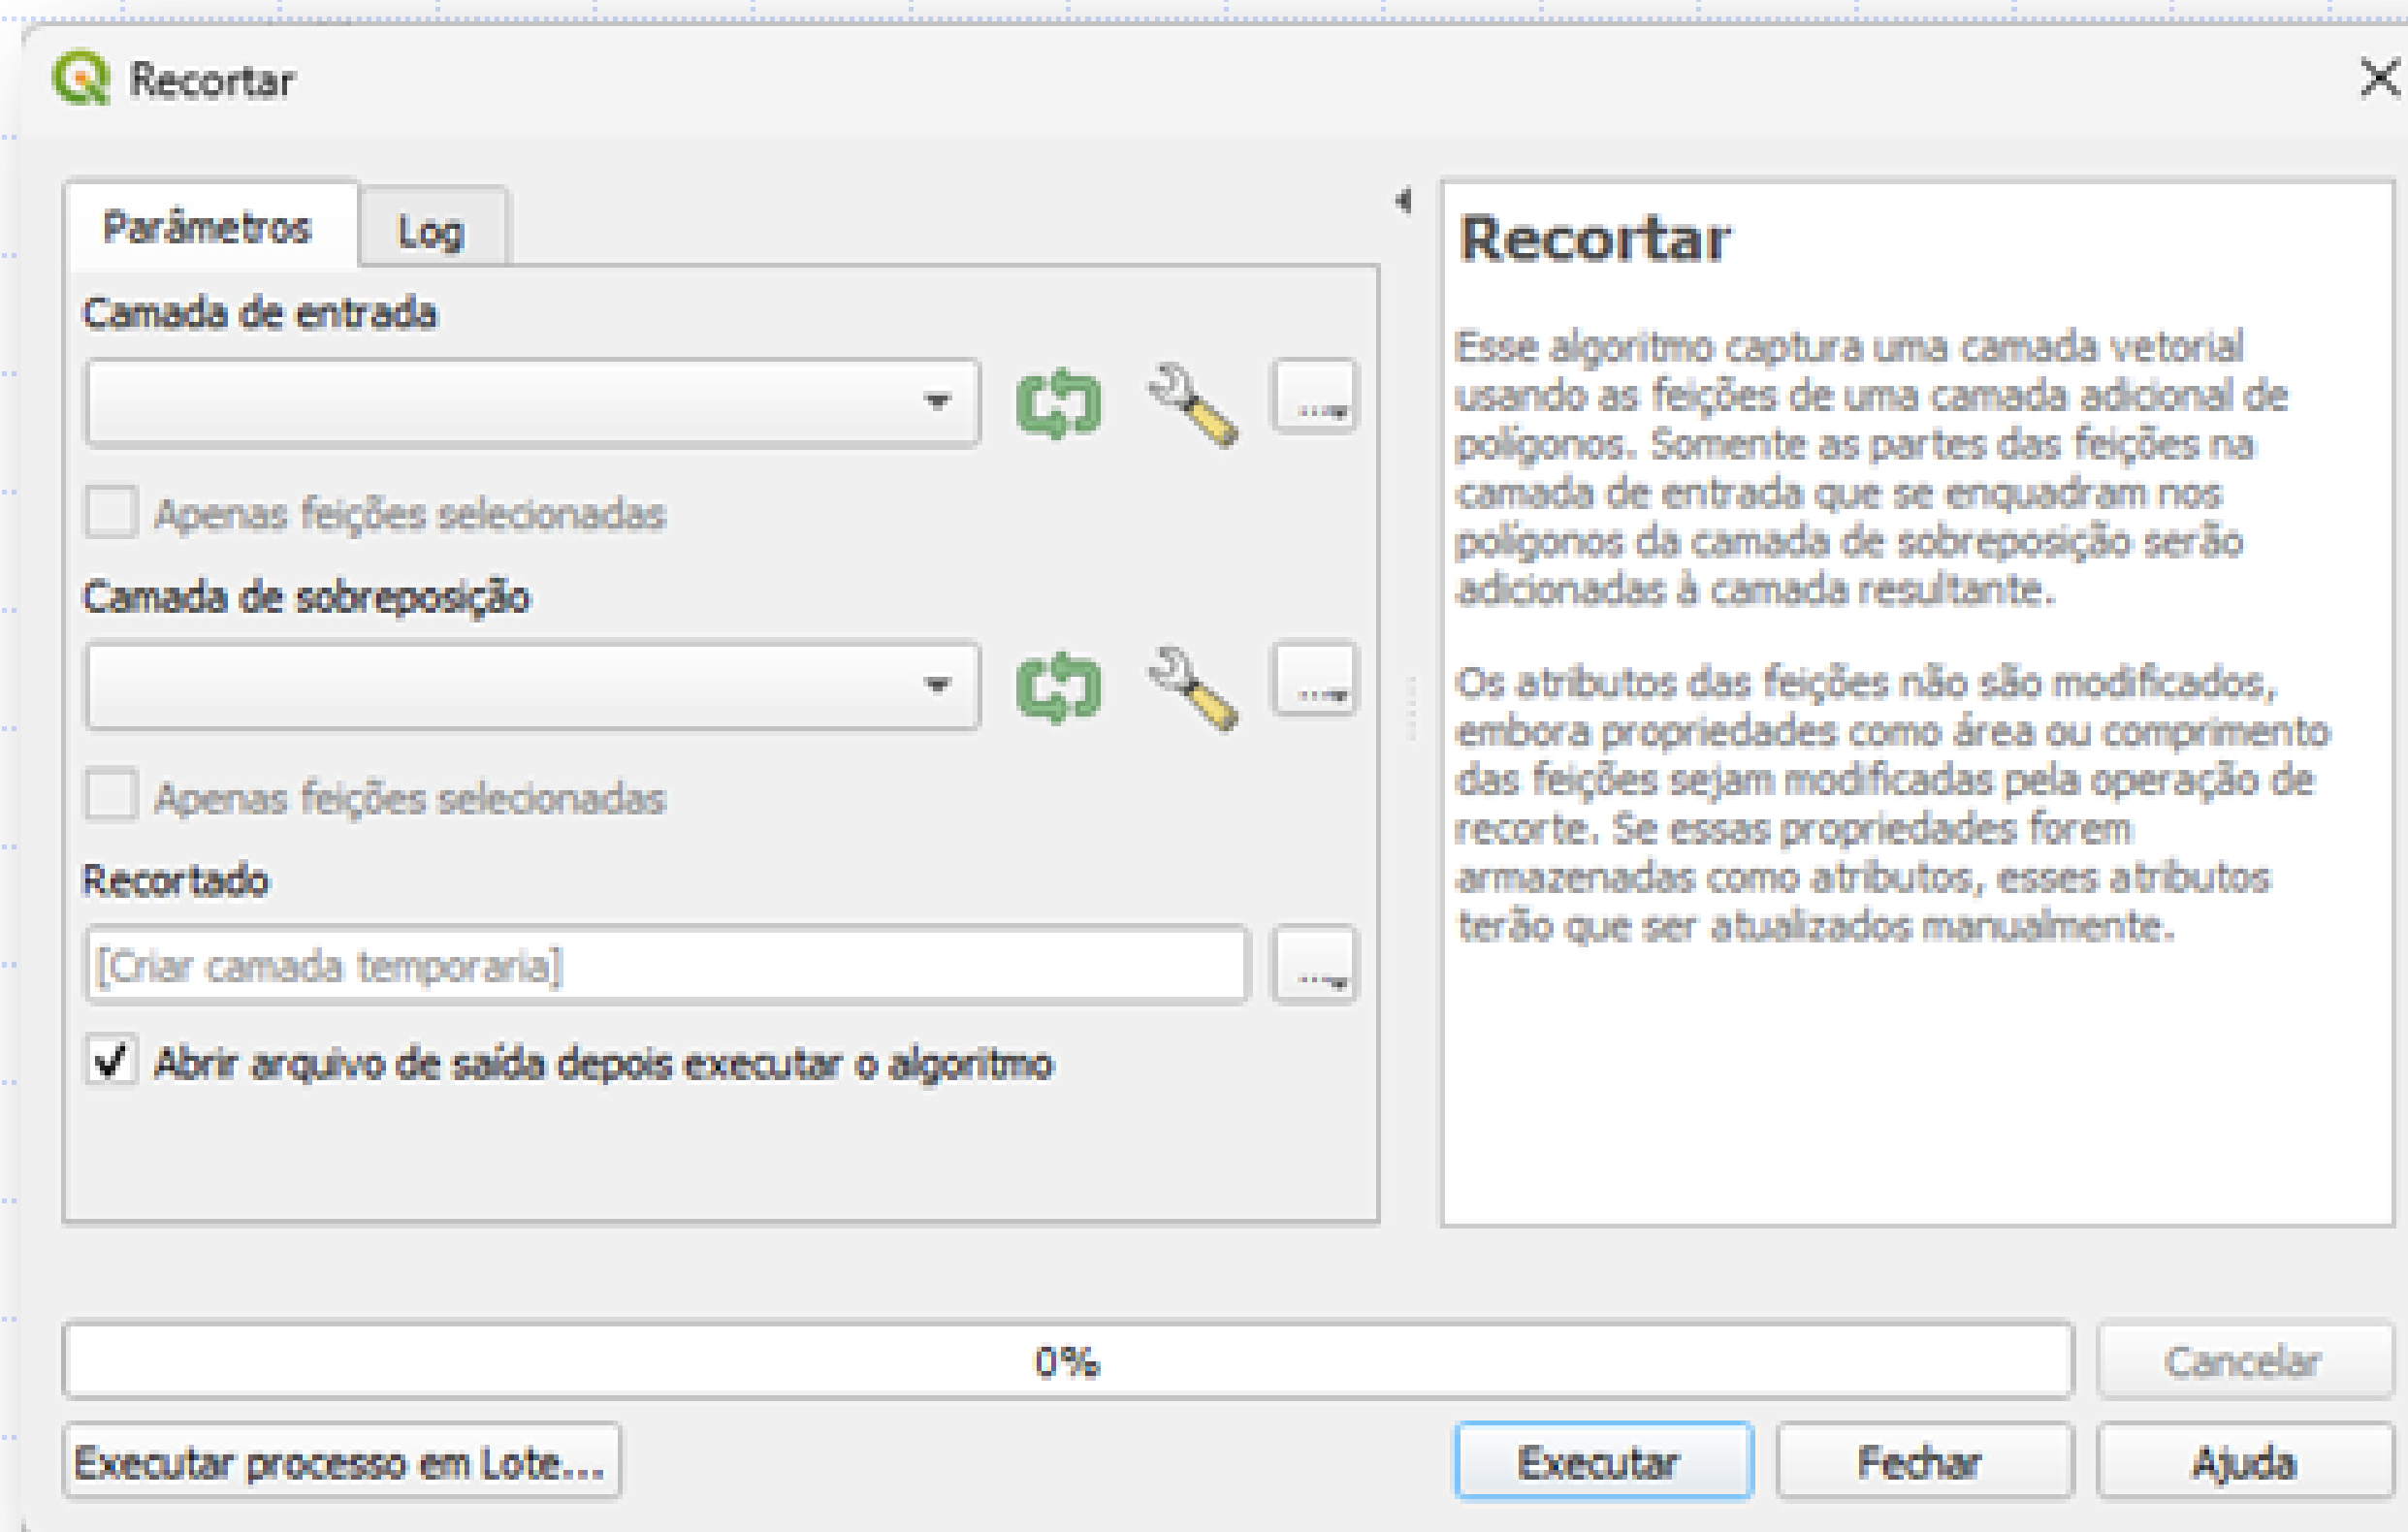 Recortar
Parâmetros
Log
Camada de entrada
...
Apenas feições selecionadas
Camada de sobreposição
...
Apenas feições selecionadas
Recortado
[Criar camada temporaria]
...
Abrir arquivo de saída depois executar o algoritmo
Recortar
Esse algoritmo captura uma camada vetorial
usando as feições de uma camada adicional de
polígonos. Somente as partes das feições na
camada de entrada que se enquadram nos
polígonos da camada de sobreposição serão
adicionadas à camada resultante.
Os atributos das feições não são modificados,
embora propriedades como área ou comprimento
das feições sejam modificadas pela operação de
recorte. Se essas propriedades forem
armazenadas como atributos, esses atributos
terão que ser atualizados manualmente.
0%
Cancelar
Executar processo em Lote...
Executar
Fechar
Ajuda